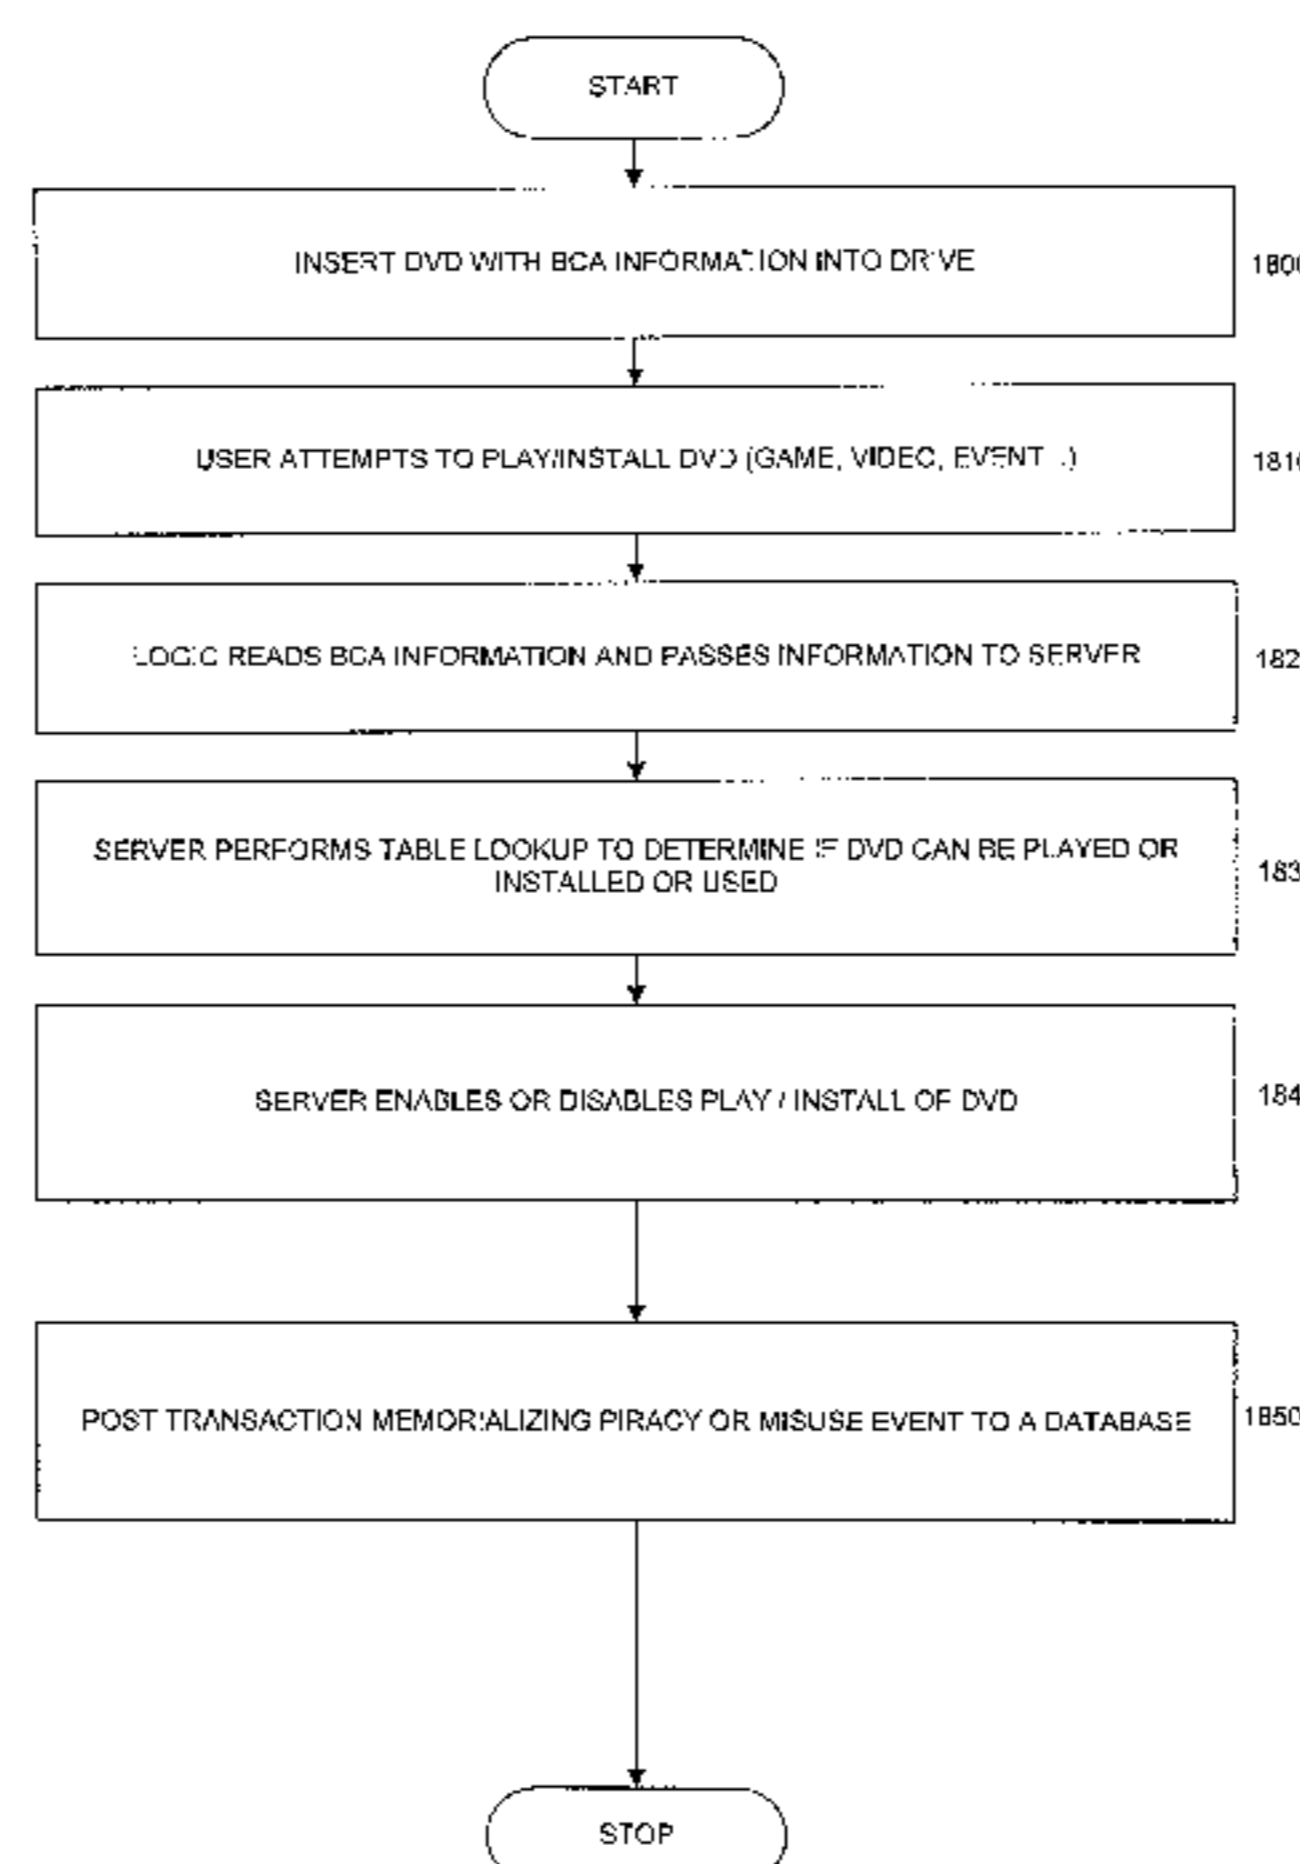 START
INSERT DVD WITH BCA INFORMATION INTO DRIVE
1800
USER ATTEMPTS TO PLAY/INSTALL DVD (GAME, VIDEO, EVENT...)
1810
LOGIC READS BCA INFORMATION AND PASSES INFORMATION TO SERVER
182
SERVER PERFORMS TABLE LOOKUP TO DETERMINE IF DVD CAN BE PLAYED OR
INSTALLED OR USED
183
SERVER ENABLES OR DISABLES PLAY / INSTALL OF DVD
184
POST TRANSACTION MEMORIALIZING PIRACY OR MISUSE EVENT TO A DATABASE
1850
STOP